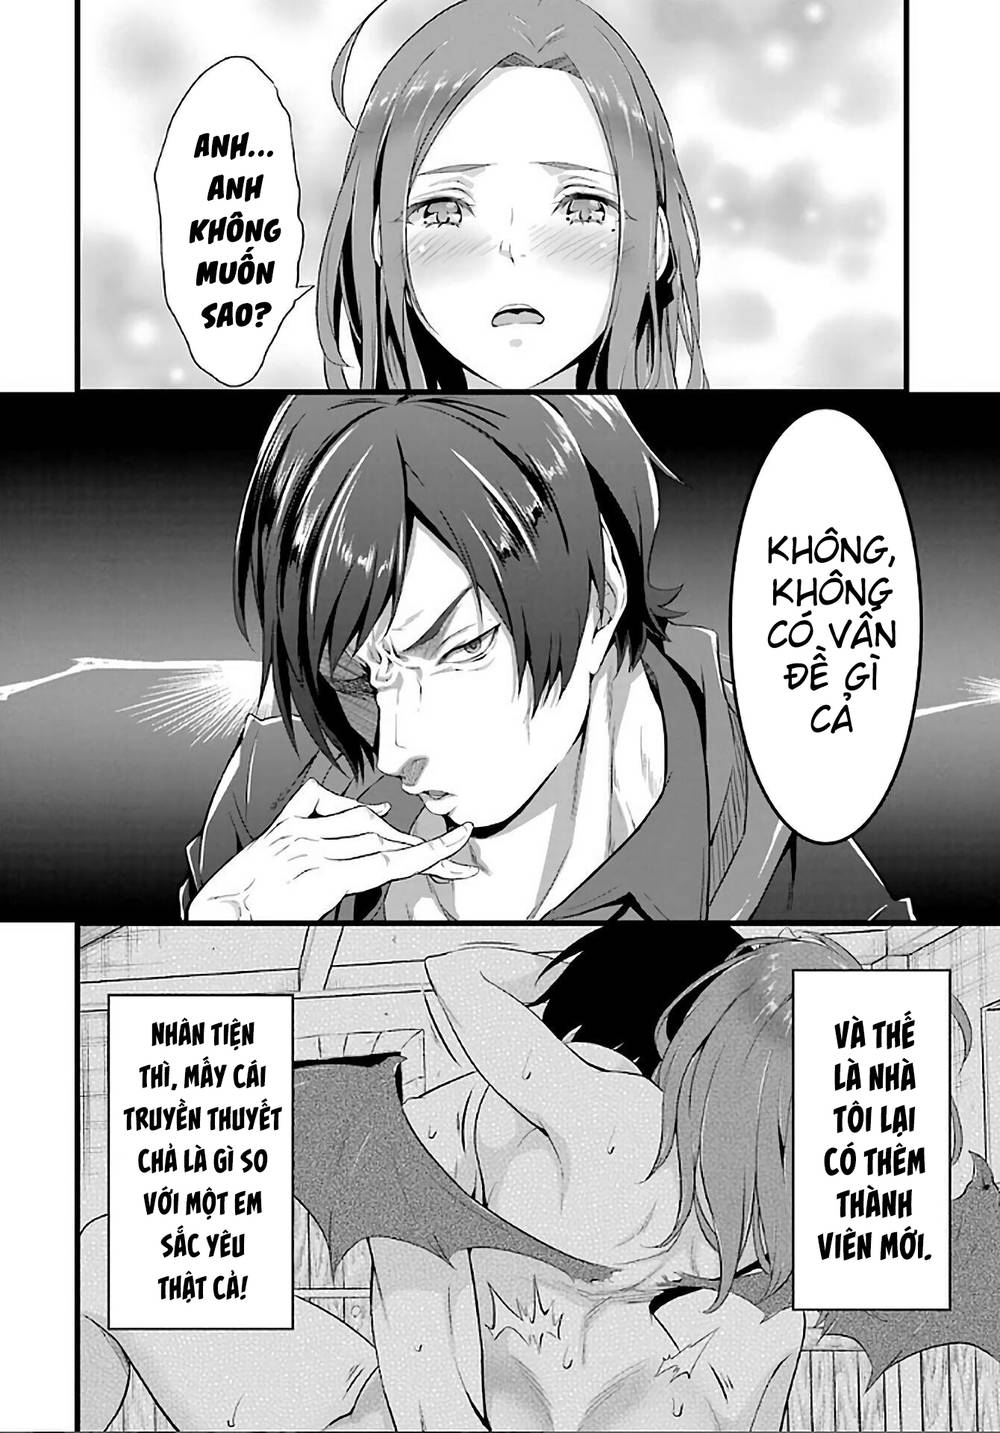 ANH...
ANH
KHÔNG
MUỐN
SAO?
KHÔNG,
KHÔNG
CÓ VẤN
ĐỀ GÌ
CẢ
VÀ THẾ
LÀ NHÀ
TÔI LẠI
CÓ THÊM
THÀNH
VIÊN MỚI.
NHÂN TIỆN
THÌ, MẤY CÁI
TRUYỀN THUYẾT
CHẢ LÀ GÌ SO
VỚI MỘT EM
SẮC YÊU
THẬT CẢ!